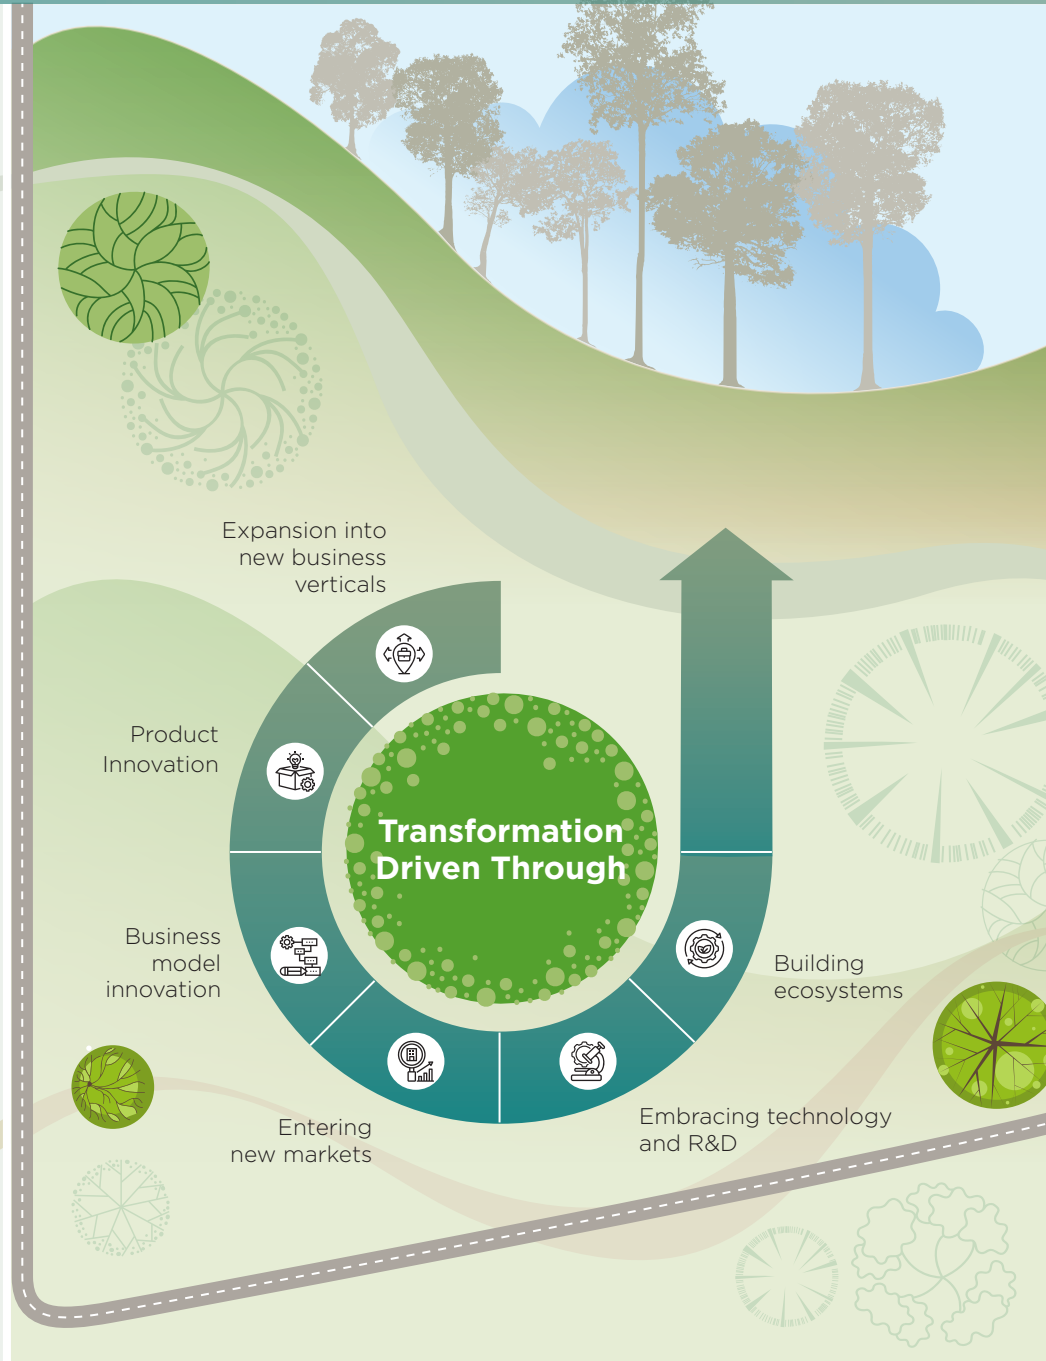 Expansion into
new business
verticals
Product
Innovation
Transformation
Driven Through
Business
model
innovation
Building
ecosystems
Entering
new markets
Embracing technology
and R&D